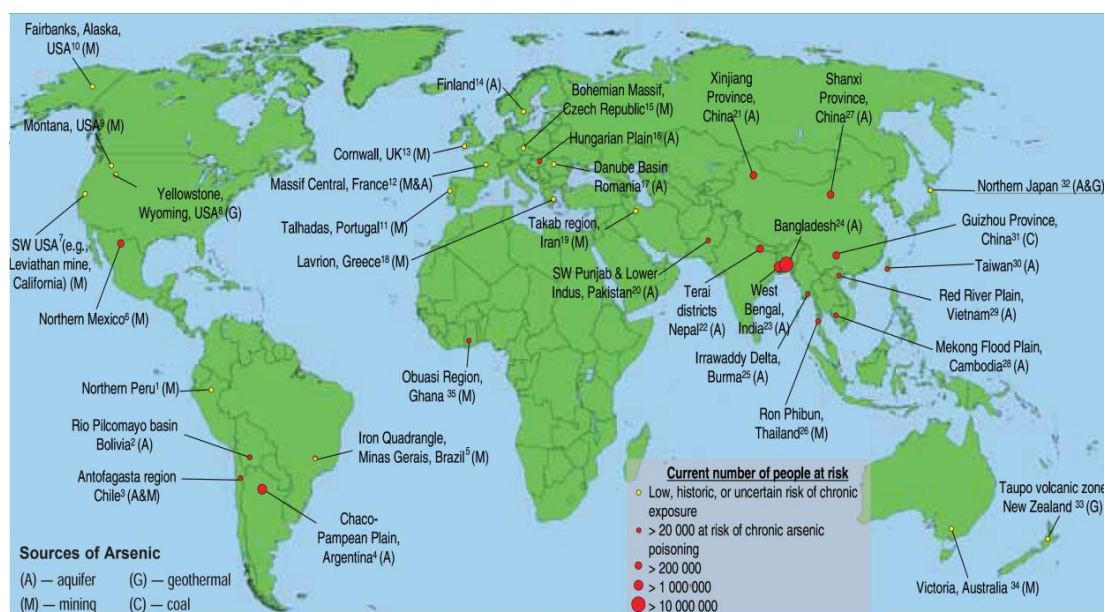 Fairbanks, Alaska,
USA¹⁰ (M)
Montana, USA⁹ (M)
Yellowstone,
Wyoming, USA⁸ (G)
SW USA⁷(e.g.,
Leviathan mine,
California) (M)
Northern Mexico⁶ (M)
Northern Peru¹ (M)
Rio Pilcomayo basin
Bolivia² (A)
Antofagasta region
Chile³ (A&M)
Chaco-
Pampean Plain,
Argentina⁴ (A)
Iron Quadrangle,
Minas Gerais, Brazil⁵ (M)
Finland¹⁴ (A)
Bohemian Massif,
Czech Republic¹⁵ (M)
Hungarian Plain¹⁶ (A)
Cornwall, UK¹³ (M)
Massif Central, France¹² (M&A)
Danube Basin
Romania¹⁷ (A)
Talhadas, Portugal¹¹ (M)
Lavrion, Greece¹⁸ (M)
Takab region,
Iran¹⁹ (M)
Obuasi Region,
Ghana ³⁵ (M)
SW Punjab & Lower
Indus, Pakistan²⁰ (A)
Xinjiang
Province,
China²¹ (A)
Shanxi
Province,
China²⁷ (A)
Northern Japan ³² (A&G)
Bangladesh²⁴ (A)
Guizhou Province,
China³¹ (C)
Taiwan³⁰ (A)
Terai
districts
Nepal²² (A)
West
Bengal,
India²³ (A)
Red River Plain,
Vietnam²⁹ (A)
Irrawaddy Delta,
Burma²⁵ (A)
Mekong Flood Plain,
Cambodia²⁸ (A)
Ron Phibun,
Thailand²⁶ (M)
Taupo volcanic zone
New Zealand ³³ (G)
Victoria, Australia ³⁴ (M)
Sources of Arsenic
(A) — aquifer (G) — geothermal
(M) — mining (C) — coal
Current number of people at risk
Low, historic, or uncertain risk of chronic
exposure
> 20 000 at risk of chronic arsenic
poisoning
> 200 000
> 1 000 000
> 10 000 000